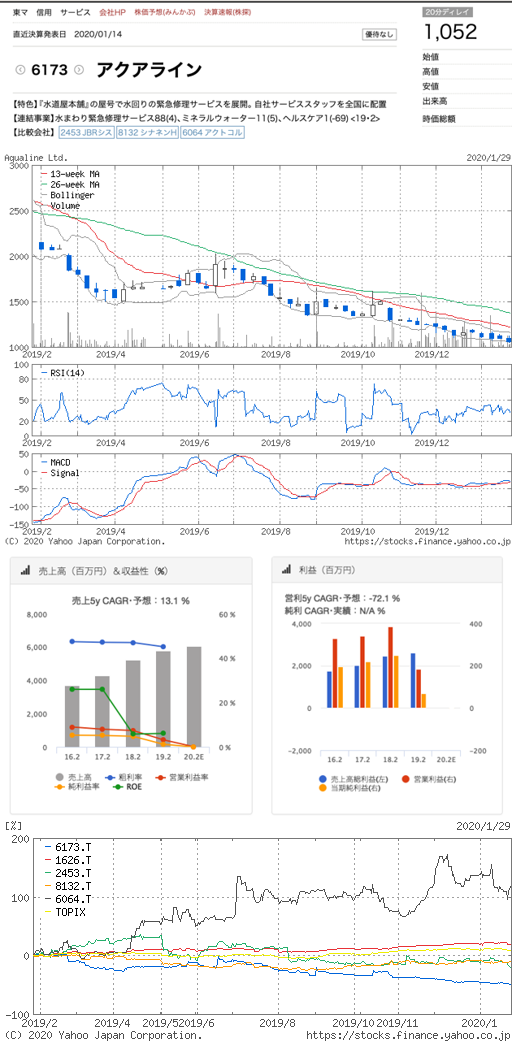 東マ 信用 サービス 会社HP 株価予想(みんかぶ) 決算速報(株探)
直近決算発表日 2020/01/14 優待なし
6173 アクアライン
20分ディレイ
1,052
始値
高値
安値
出来高
時価総額
【特色】『水道屋本舗』の屋号で水回りの緊急修理サービスを展開。自社サービススタッフを全国に配置
【連結事業】水まわり緊急修理サービス88(4)、ミネラルウォーター11(5)、ヘルスケア1(-69) <19・2>
【比較会社】 2453 JBRシス 8132 シナネンH 6064 アクトコル
Aqualine Ltd. 2020/1/29
13-week MA
26-week MA
Bollinger
Volume
3000
2500
2000
1500
1000
2019/2 2019/4 2019/6 2019/8 2019/10 2019/12
RSI(14)
100
80
50
20
0
2019/2 2019/4 2019/6 2019/8 2019/10 2019/12
MACD
Signal
50
0
-50
-100
-150
2019/2 2019/4 2019/6 2019/8 2019/10 2019/12
(C) 2020 Yahoo Japan Corporation. https://stocks.finance.yahoo.co.jp/
売上高（百万円）＆収益性（%）
売上5y CAGR・予想：13.1 %
8,000 60 %
6,000 40 %
4,000 20 %
2,000
0 0 %
16.2 17.2 18.2 19.2 20.2E
売上高 粗利率 営業利益率
純利益率 ROE
利益（百万円）
営利5y CAGR・予想：-72.1 %
純利 CAGR・実績：N/A %
4,000 400
2,000 200
0 0
-2,000 -200
16.2 17.2 18.2 19.2 20.2E
売上高総利益(左) 営業利益(右)
当期純利益(右)
[%] 2020/1/29
6173.T
1626.T
2453.T
8132.T
6064.T
TOPIX
200
100
0
-100
2019/2 2019/4 2019/5 2019/6 2019/8 2019/10 2019/11 2020/1
(C) 2020 Yahoo Japan Corporation. https://stocks.finance.yahoo.co.jp/